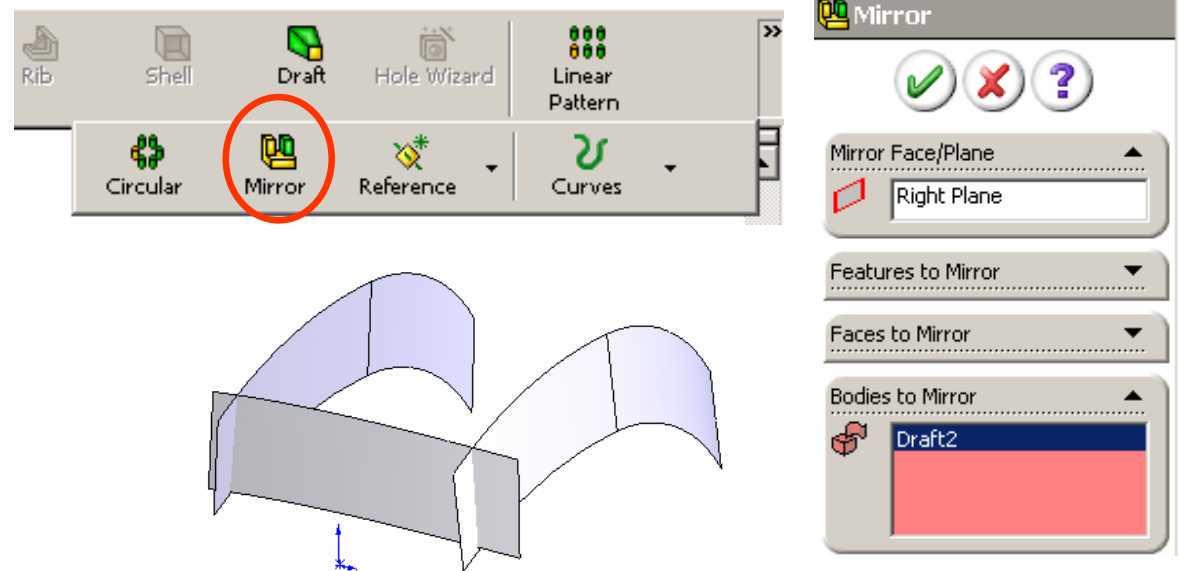 Rib
Shell
Draft
Hole Wizard
Linear
Pattern
Circular
Mirror
Reference
Curves
Mirror
?
Mirror Face/Plane
Right Plane
Features to Mirror
Faces to Mirror
Bodies to Mirror
Draft2